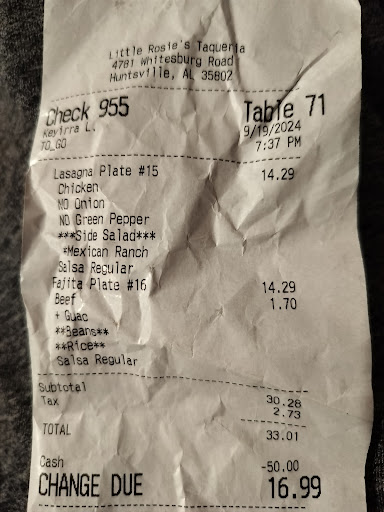 Little Rosie's Taqueria
4781 Whitesburg Road
Huntsville, AL 35802
Check 955 Table 71
Keyirra L. 9/19/2024
TO_GO 7:37 PM
Lasagna Plate #15 14.29
Chicken
NO Onion
NO Green Pepper
***Side Salad***
*Mexican Ranch
Salsa Regular
Fajita Plate #16 14.29
Beef 1.70
+ Guac
**Beans**
**Rice**
Salsa Regular
Subtotal 30.28
Tax 2.73
TOTAL 33.01
Cash -50.00
CHANGE DUE 16.99